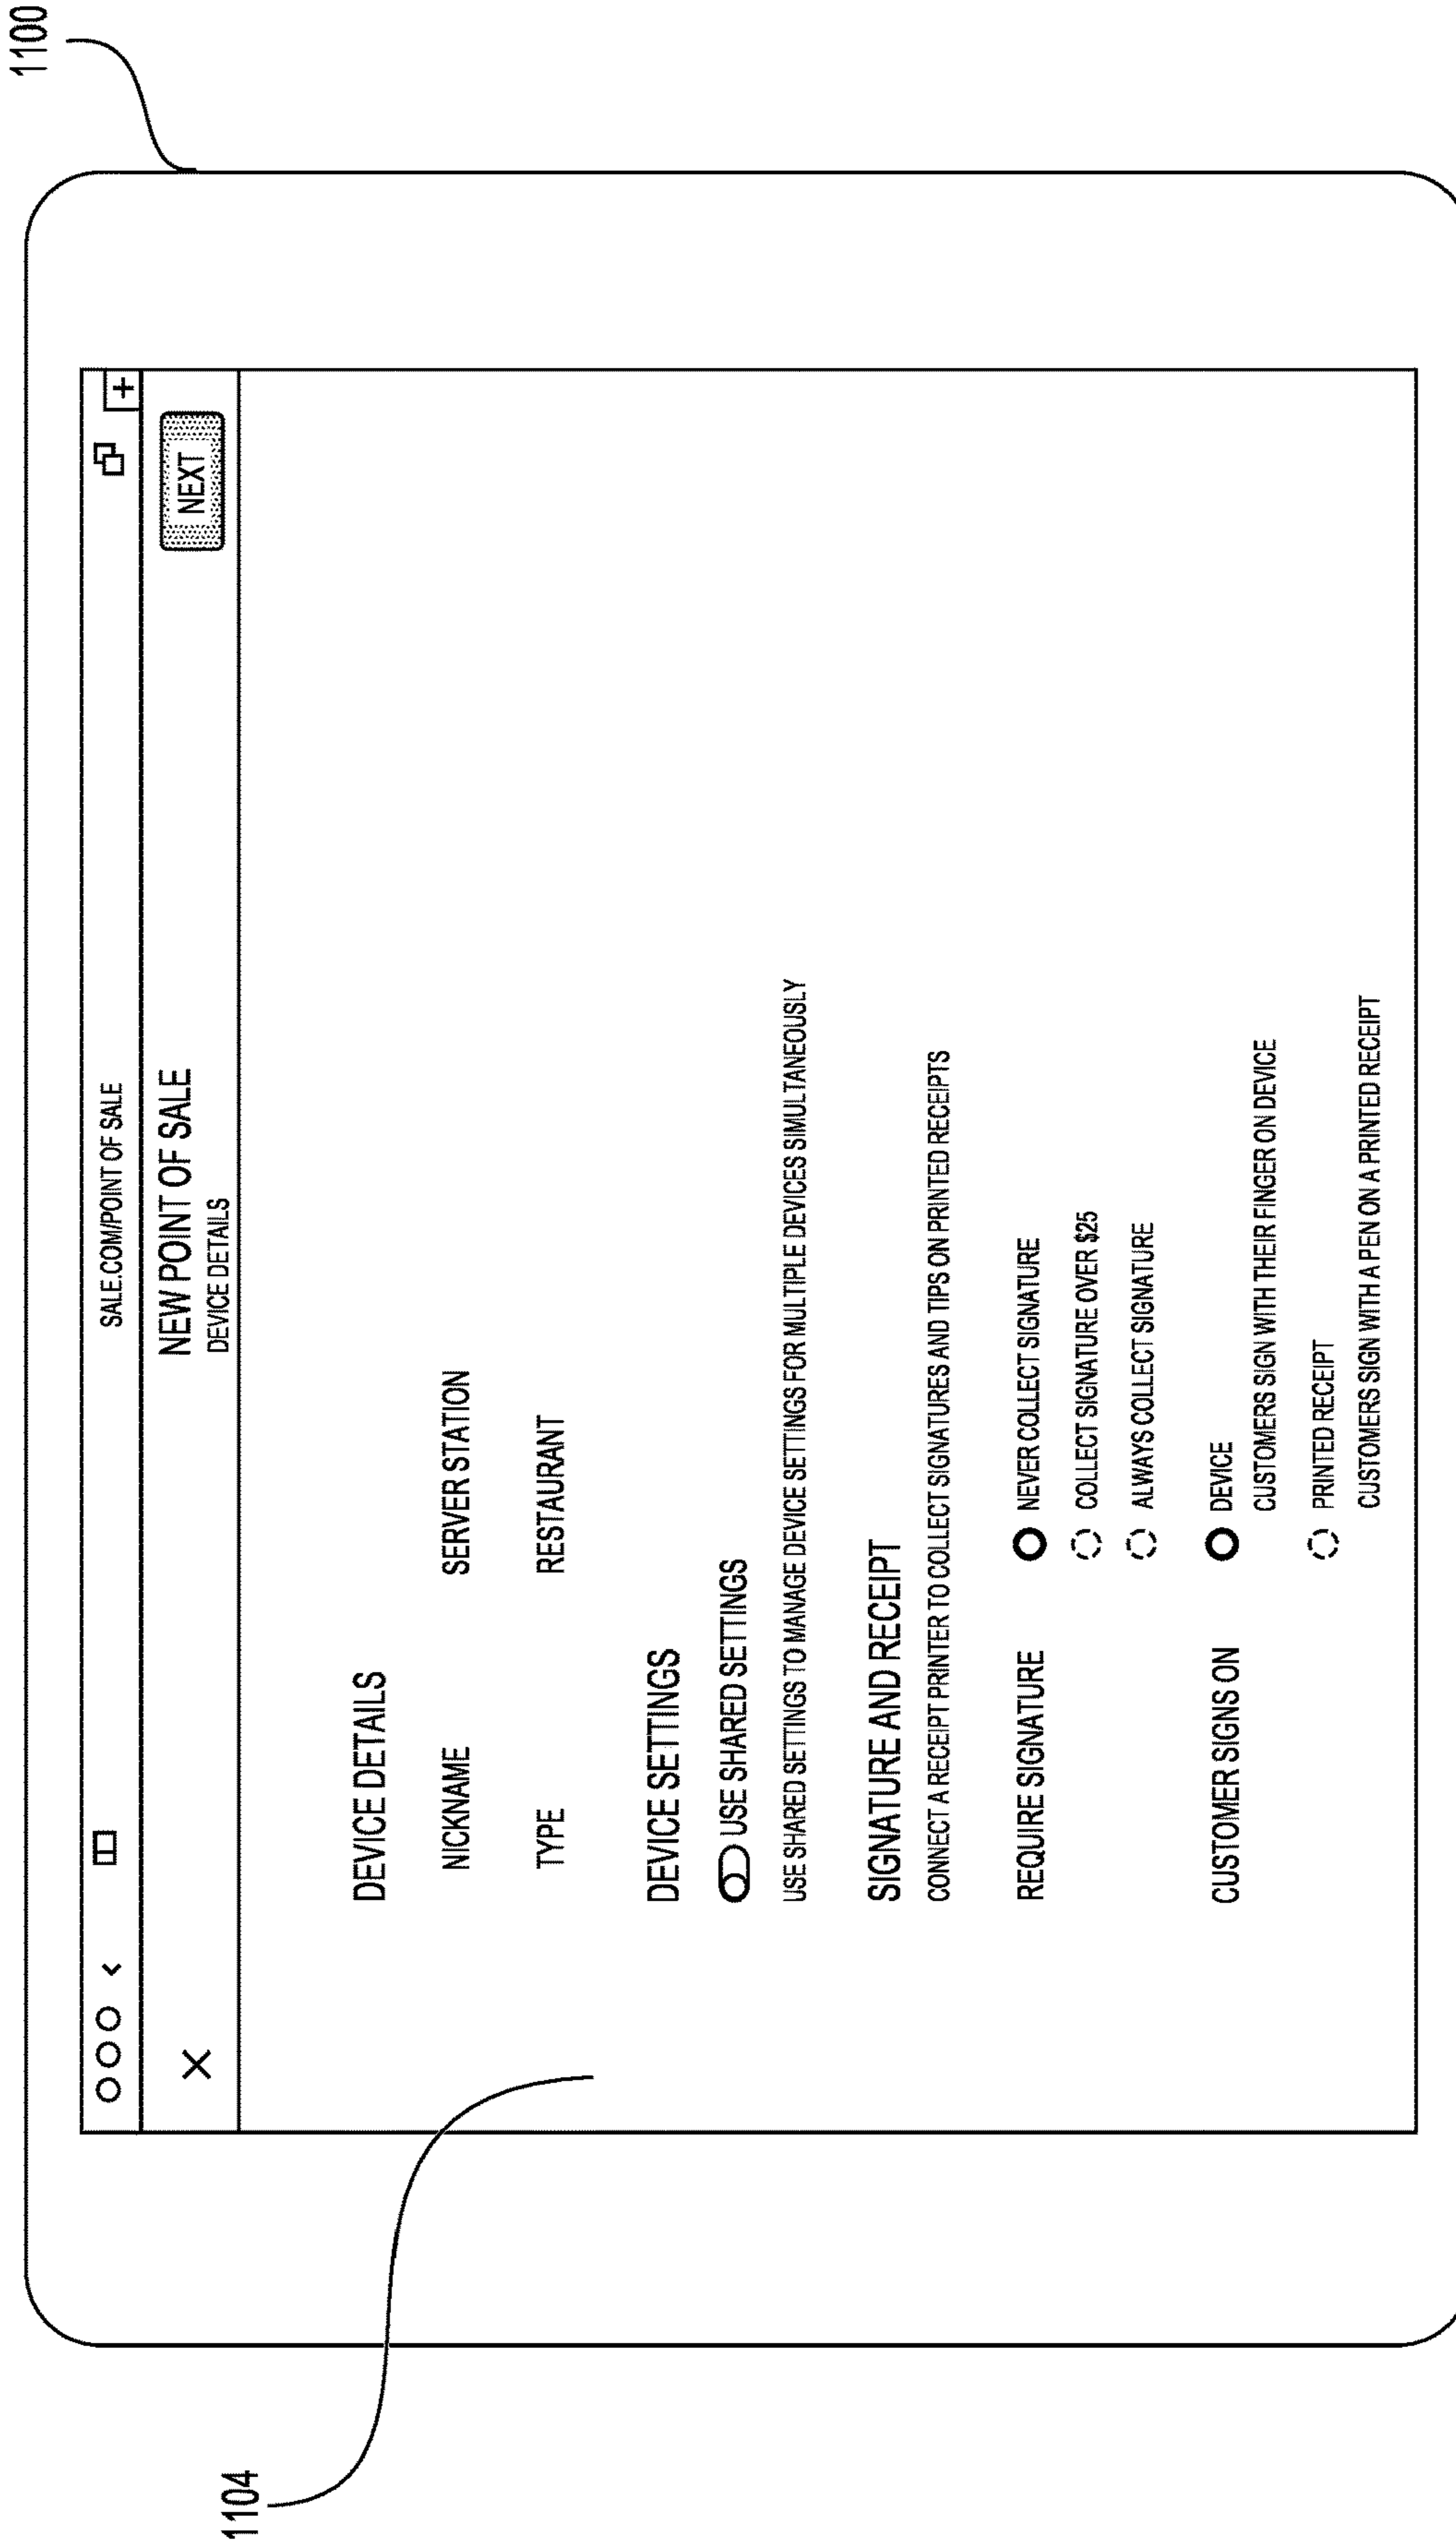 1100
SALE.COM/POINT OF SALE
+
X
NEW POINT OF SALE
NEXT
DEVICE DETAILS
DEVICE DETAILS
NICKNAME SERVER STATION
TYPE RESTAURANT
DEVICE SETTINGS
USE SHARED SETTINGS
USE SHARED SETTINGS TO MANAGE DEVICE SETTINGS FOR MULTIPLE DEVICES SIMULTANEOUSLY
SIGNATURE AND RECEIPT
CONNECT A RECEIPT PRINTER TO COLLECT SIGNATURES AND TIPS ON PRINTED RECEIPTS
REQUIRE SIGNATURE NEVER COLLECT SIGNATURE
COLLECT SIGNATURE OVER $25
ALWAYS COLLECT SIGNATURE
CUSTOMER SIGNS ON DEVICE
CUSTOMERS SIGN WITH THEIR FINGER ON DEVICE
PRINTED RECEIPT
CUSTOMERS SIGN WITH A PEN ON A PRINTED RECEIPT
1104